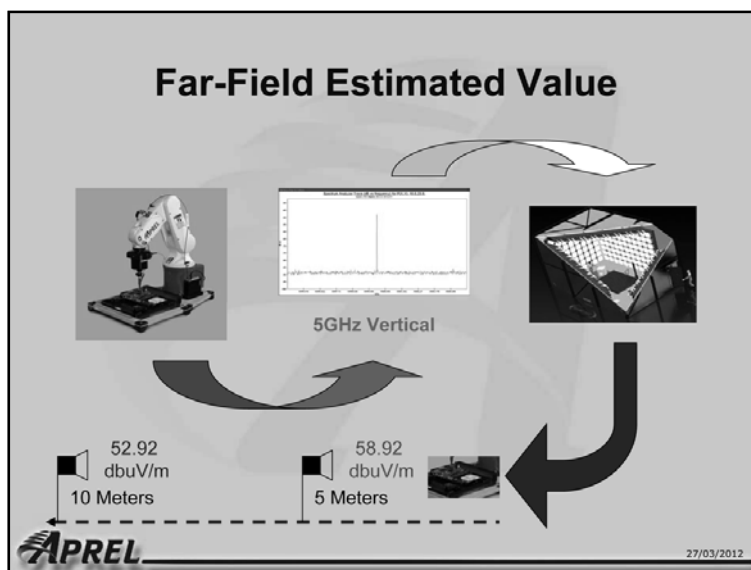 Far-Field Estimated Value
5GHz Vertical
52.92
dbuV/m
10 Meters
58.92
dbuV/m
5 Meters
APREL
27/03/2012